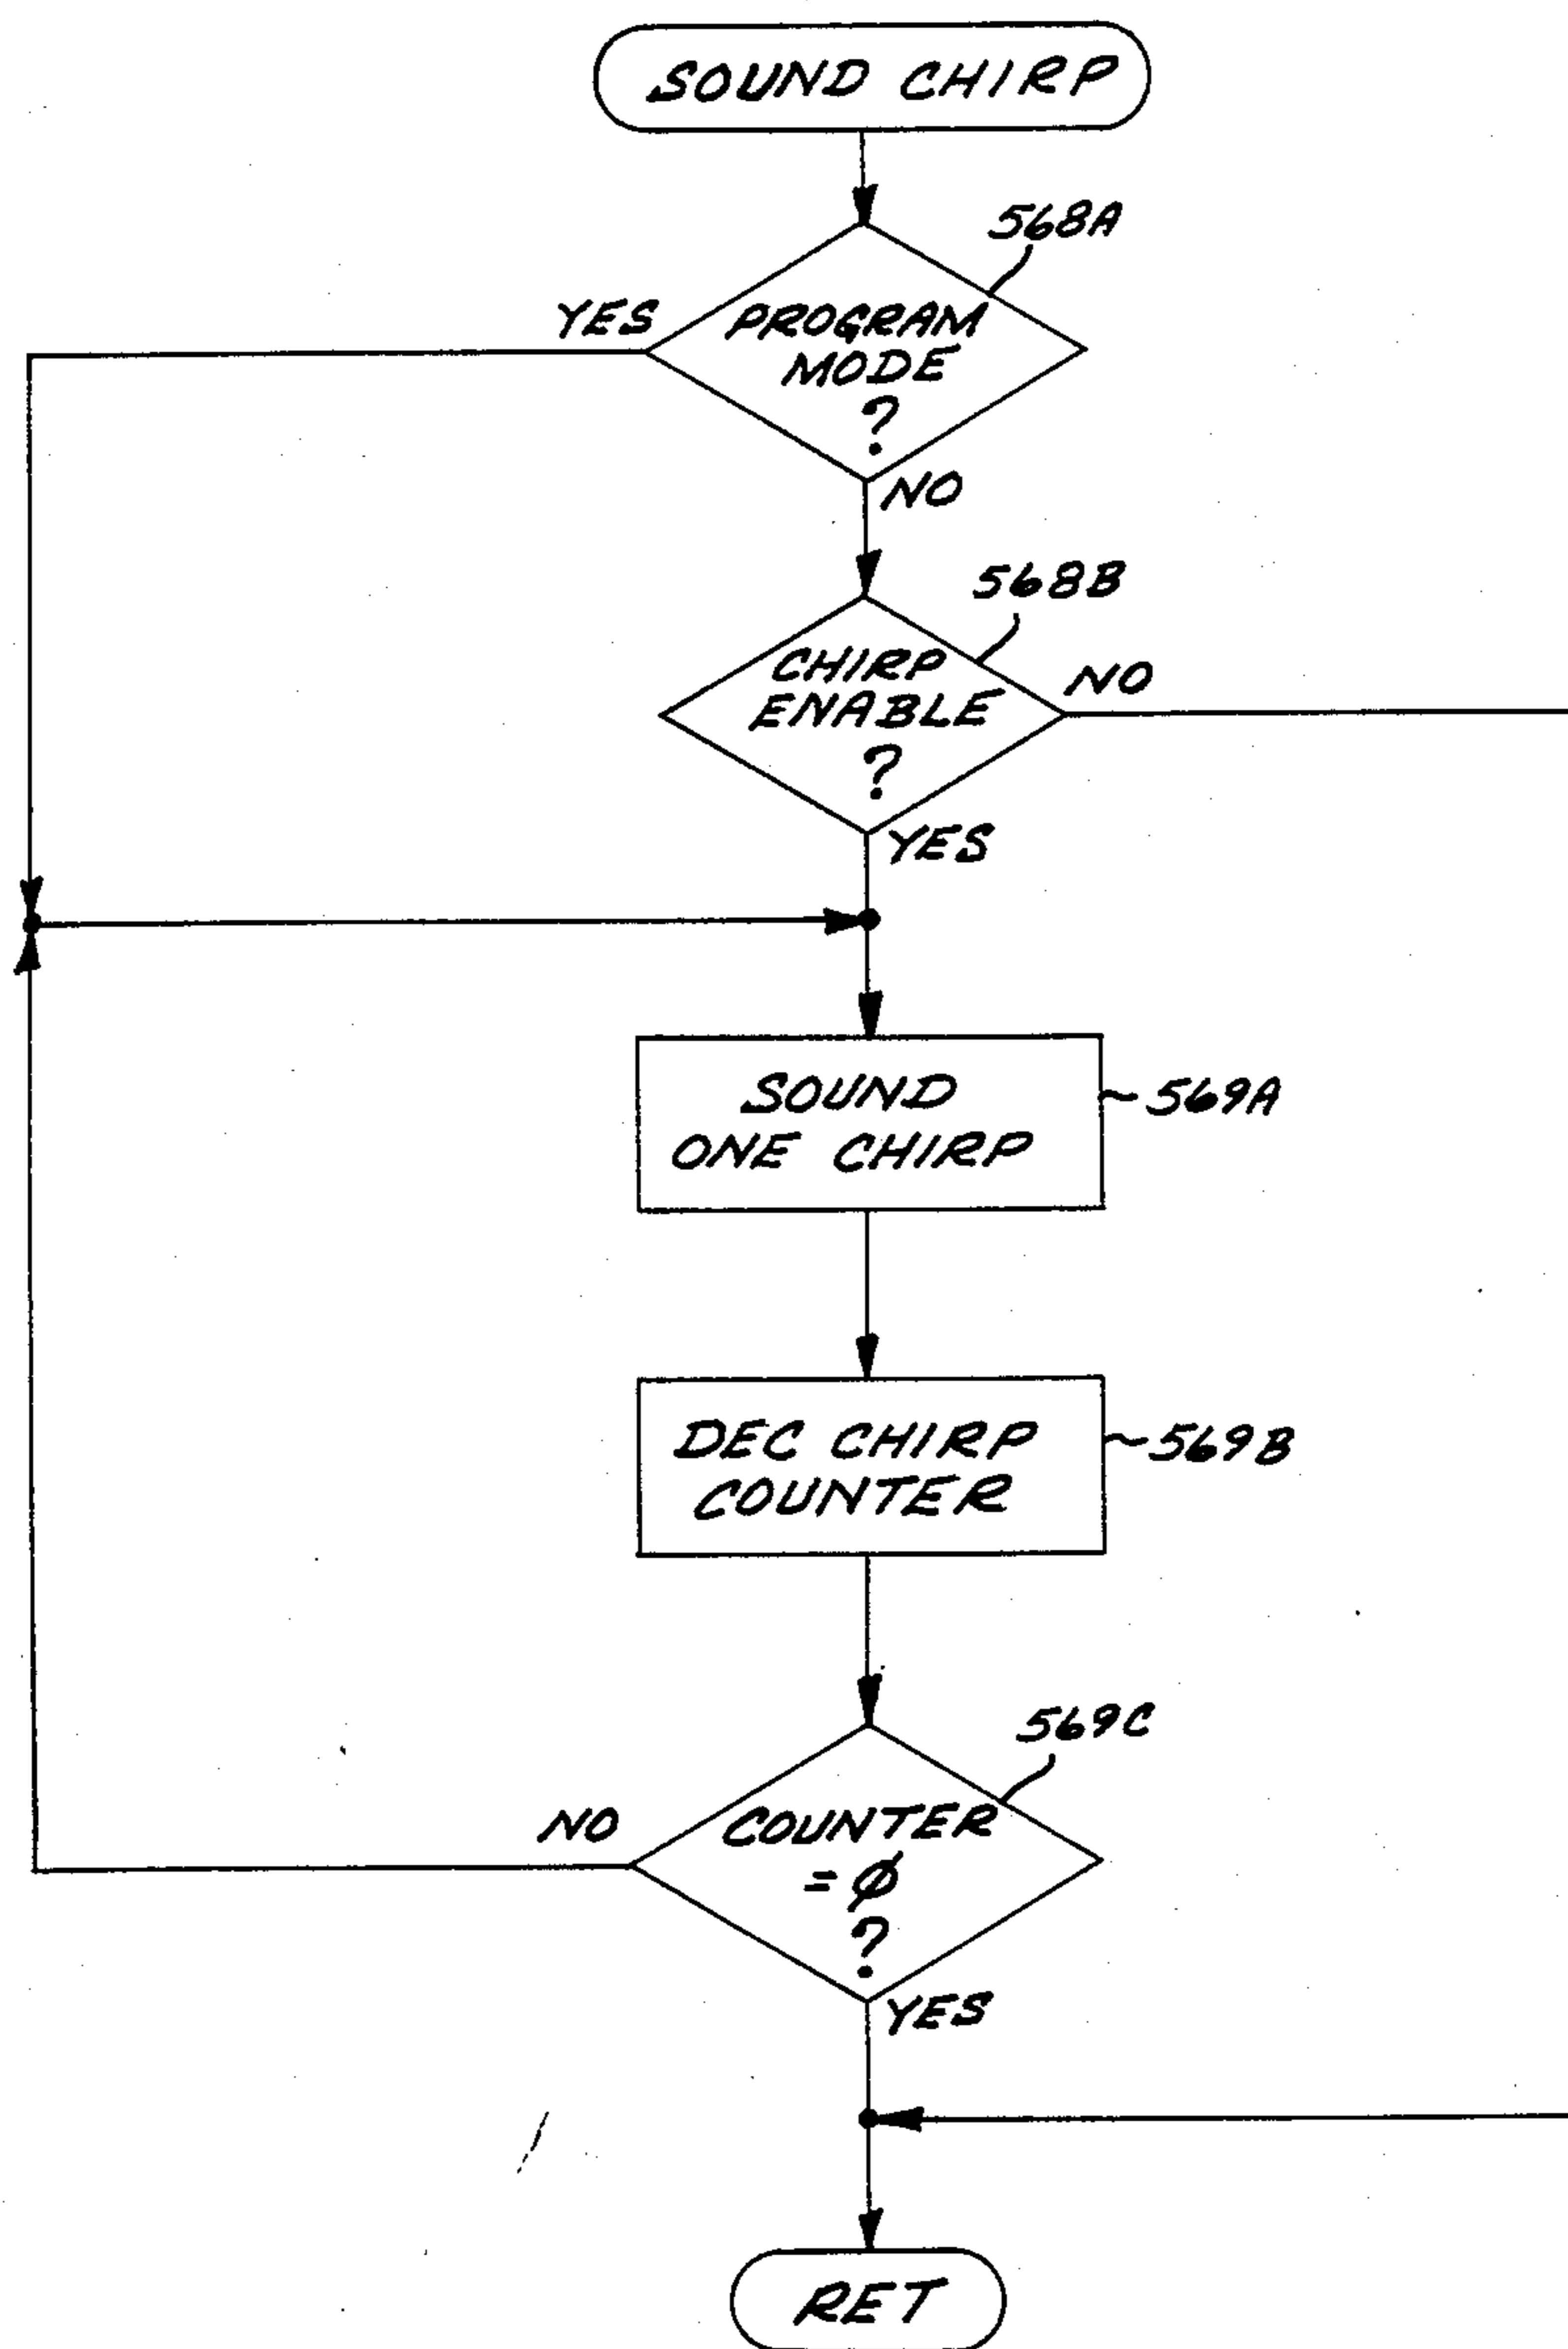 SOUND CHIRP
568A
YES
PROGRAM
MODE
?
NO
568B
CHIRP
ENABLE
?
NO
YES
SOUND
ONE CHIRP
569A
DEC CHIRP
COUNTER
569B
569C
NO
COUNTER
= ∅
?
YES
RET